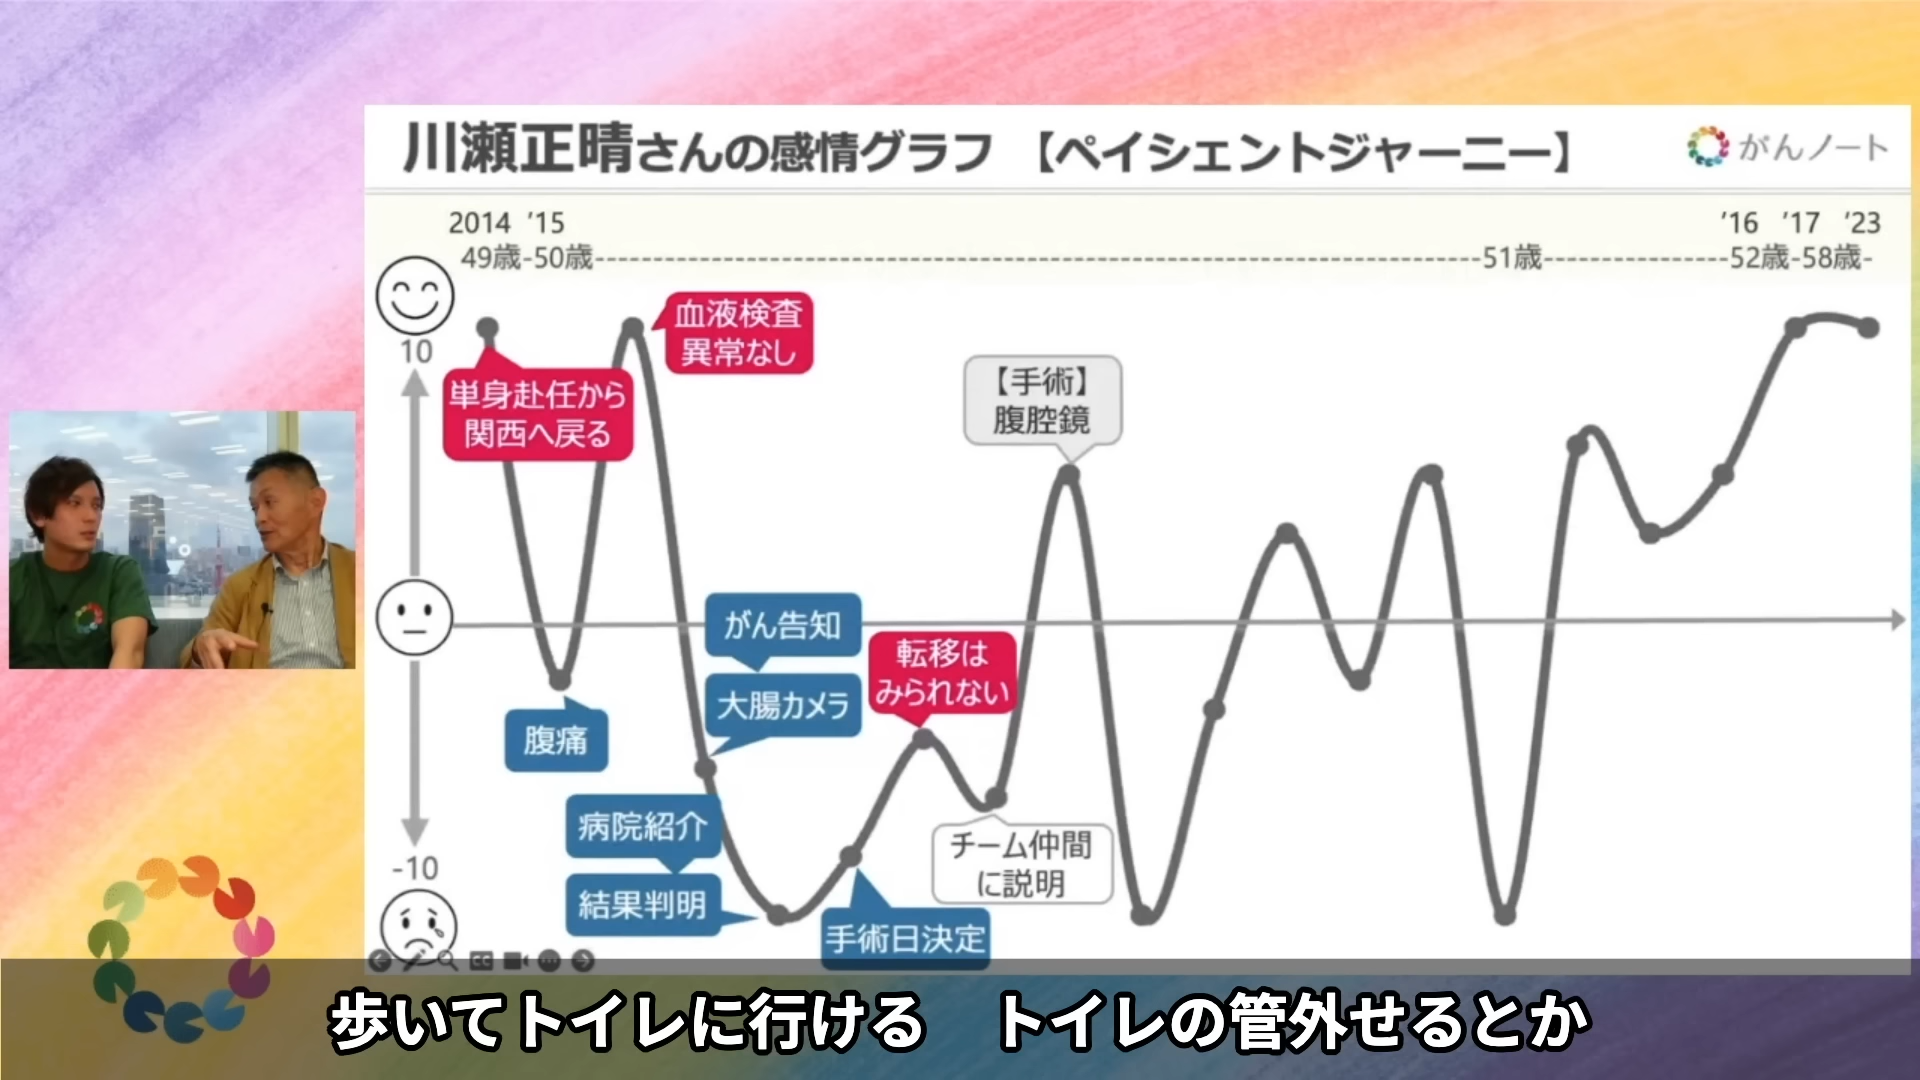 川瀬正晴さんの感情グラフ 【ペイシェントジャーニー】
がんノート
2014 '15 '16 '17 '23
49歳-50歳 51歳 52歳-58歳-
10
血液検査
異常なし
単身赴任から
関西へ戻る
【手術】
腹腔鏡
がん告知
転移は
みられない
大腸カメラ
腹痛
病院紹介
チーム仲間
に説明
-10
結果判明
手術日決定
CC
歩いてトイレに行ける トイレの管外せるとか